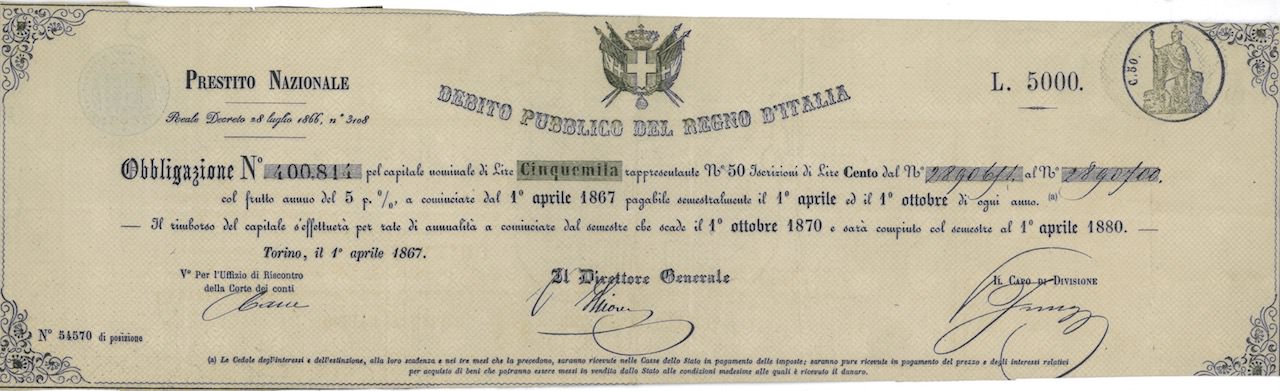 PRESTITO NAZIONALE
Reale Decreto 28 luglio 1866, n° 3108
DEBITO PUBBLICO DEL REGNO D'ITALIA
L. 5000.
C. 50.
Obbligazione N° 400.814 pel capitale nominale di Lire Cinquemila rappresentante N° 50 Iscrizioni di Lire Cento dal N° 2890651 al N° 2890700
col frutto annuo del 5 p. %, a cominciare dal 1° aprile 1867 pagabile semestralmente il 1° aprile ed il 1° ottobre di ogni anno. (a)
— Il rimborso del capitale s'effettuerà per rate di annualità a cominciare dal semestre che scade il 1° ottobre 1870 e sarà compiuto col semestre al 1° aprile 1880. —
Torino, il 1° aprile 1867.
V° Per l'Uffizio di Riscontro
della Corte dei conti
Il Direttore Generale
IL CAPO DI DIVISIONE
N° 54570 di posizione
(a) Le Cedole degl'interessi e dell'estinzione, alla loro scadenza e nei tre mesi che la precedono, saranno ricevute nelle Casse dello Stato in pagamento delle imposte; saranno pure ricevute in pagamento del prezzo e degli interessi relativi
per acquisto di beni che potranno essere messi in vendita dallo Stato alle condizioni medesime alle quali è ricevuto il danaro.